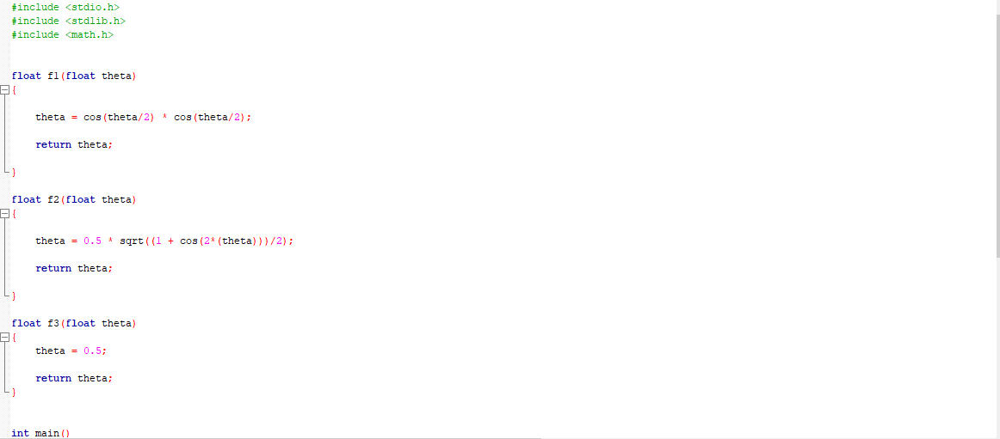 #include <stdio.h>
#include <stdlib.h>
#include <math.h>
float f1(float theta)
{
theta = cos(theta/2) * cos(theta/2);
return theta;
}
float f2(float theta)
{
theta = 0.5 * sqrt((1 + cos(2*(theta)))/2);
return theta;
}
float f3(float theta)
{
theta = 0.5;
return theta;
}
int main()